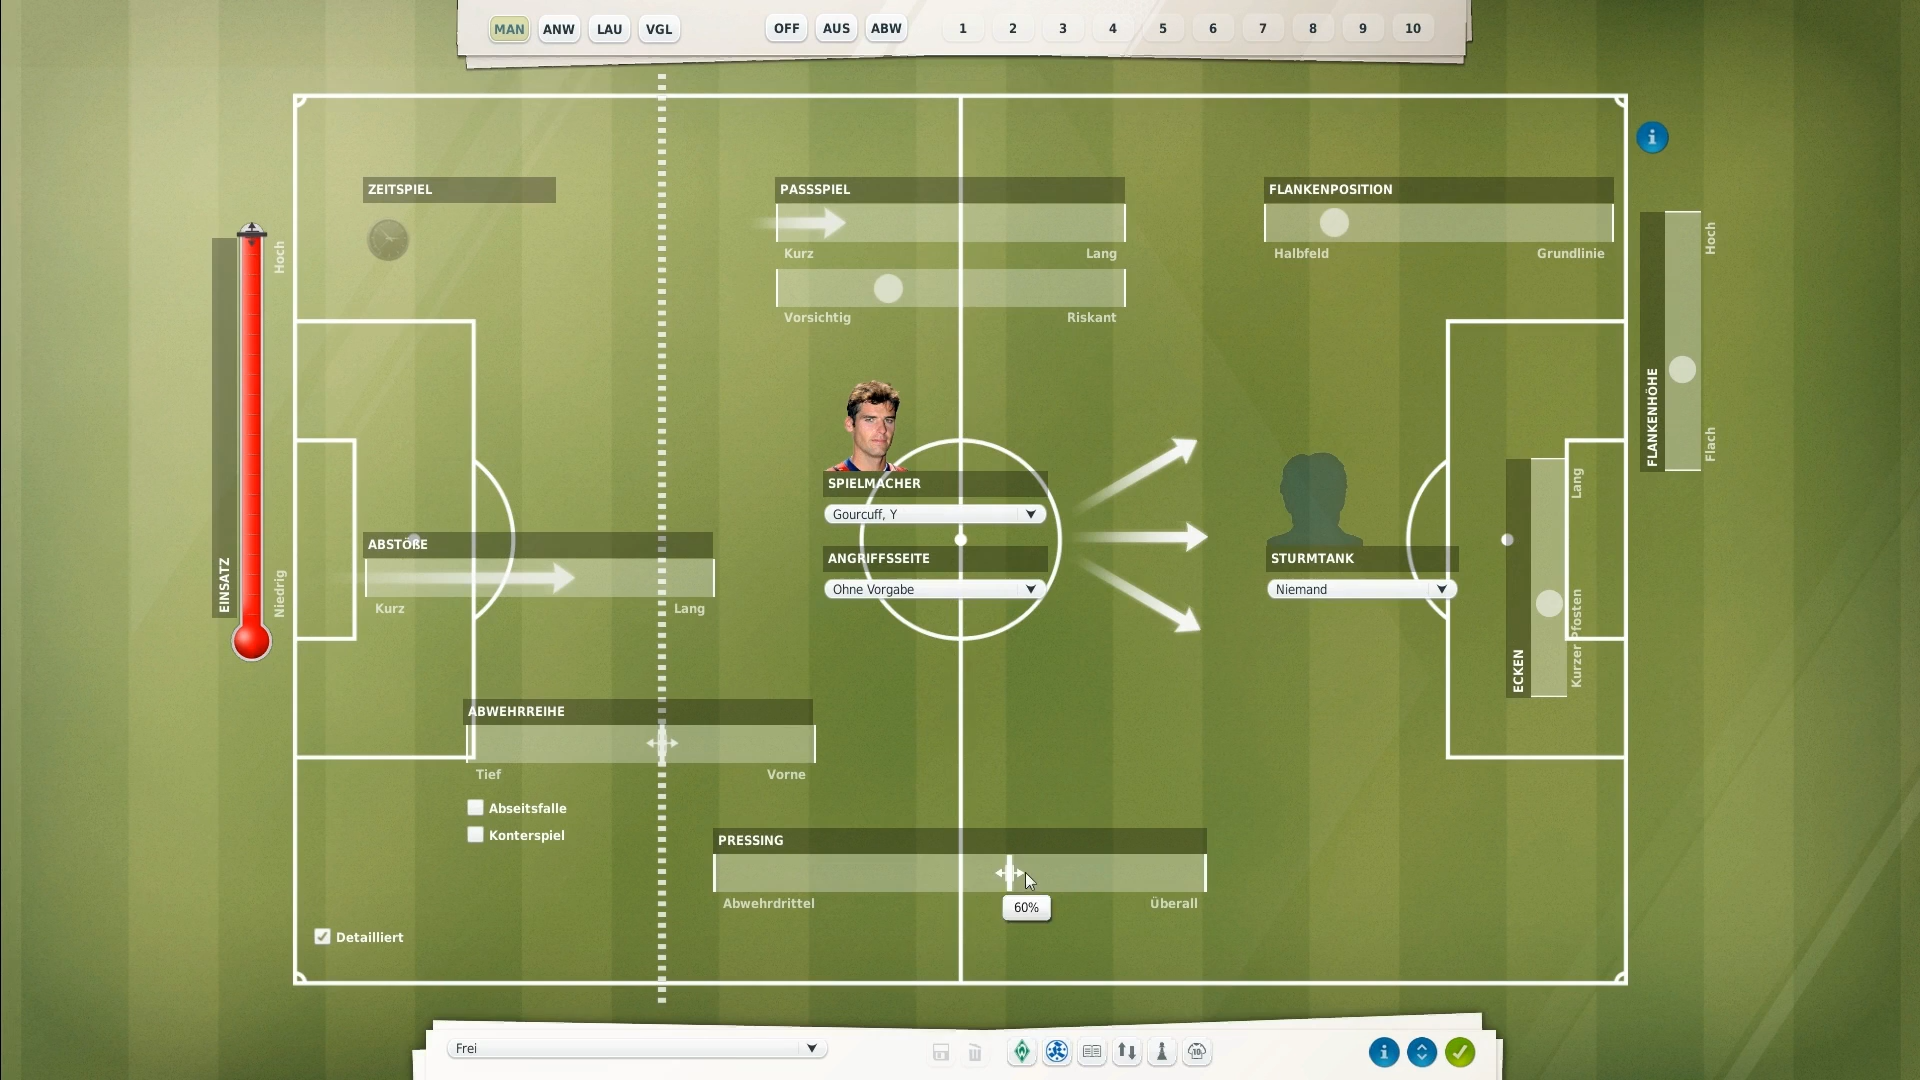 MAN ANW LAU VGL OFF AUS ABW 1 2 3 4 5 6 7 8 9 10
ZEITSPIEL
PASSSPIEL
Kurz Lang
Vorsichtig Riskant
FLANKENPOSITION
Halbfeld Grundlinie
EINSATZ
Hoch
Niedrig
FLANKENHÖHE
Hoch
Flach
SPIELMACHER
Gourcuff, Y
ANGRIFFSSEITE
Ohne Vorgabe
STURMTANK
Niemand
ECKEN
Lang
Kurzer Pfosten
ABSTÖßE
Kurz Lang
ABWEHRREIHE
Tief Vorne
Abseitsfalle
Konterspiel
PRESSING
Abwehrdrittel Überall
60%
Detailliert
Frei
10